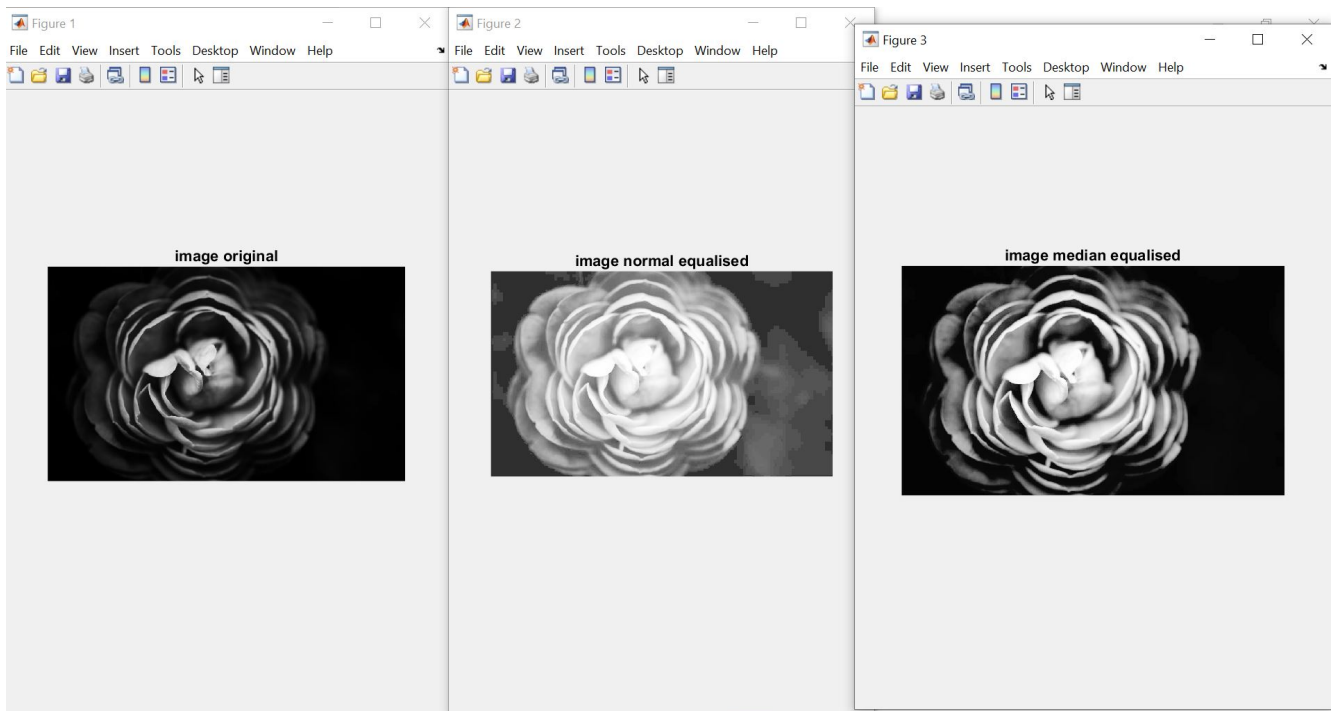 Figure 1
File Edit View Insert Tools Desktop Window Help
image original
Figure 2
File Edit View Insert Tools Desktop Window Help
image normal equalised
Figure 3
File Edit View Insert Tools Desktop Window Help
image median equalised